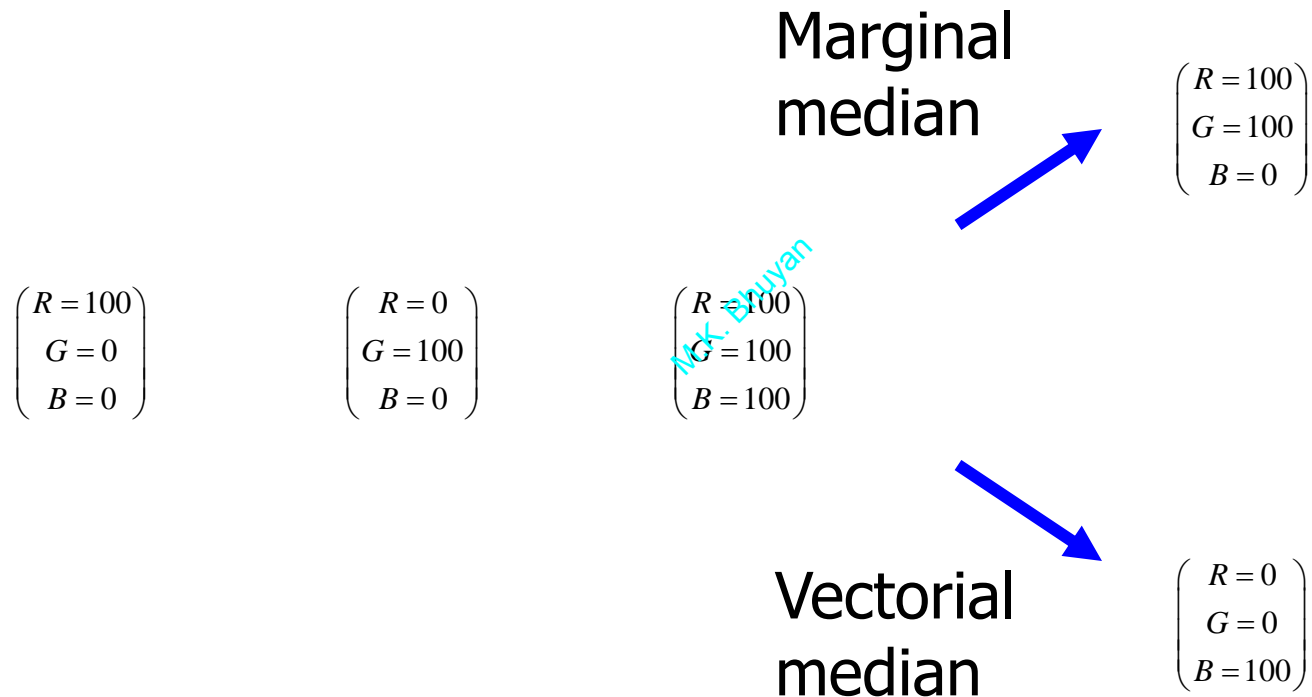 Marginal
median
R = 100
G = 100
B = 0
R = 100
G = 0
B = 0
R = 0
G = 100
B = 0
R = 100
G = 100
B = 100
M.K. Bhuyan
Vectorial
median
R = 0
G = 0
B = 100